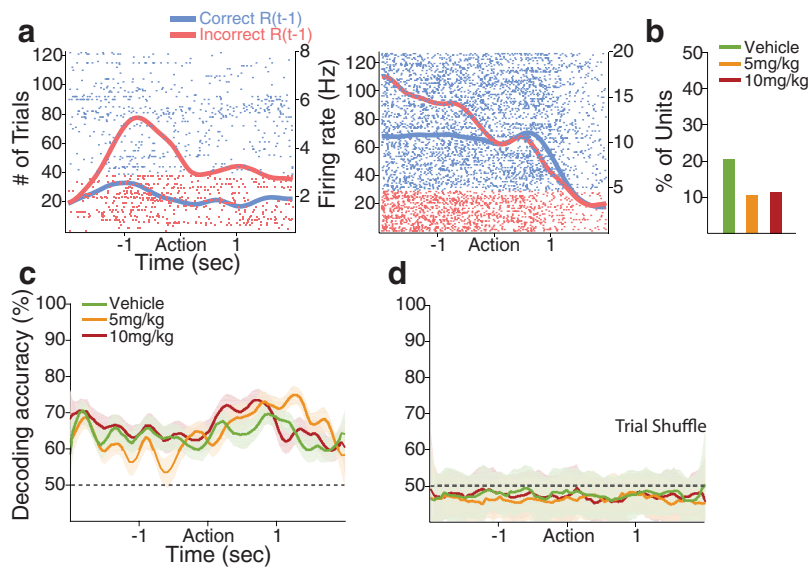 a
Correct R(t-1)
Incorrect R(t-1)
# of Trials
120
100
80
60
40
20
8
6
4
2
-1 Action 1
Time (sec)
Firing rate (Hz)
120
100
80
60
40
20
20
15
10
5
-1 Action 1
b
Vehicle
5mg/kg
10mg/kg
% of Units
50
40
30
20
10
c
Vehicle
5mg/kg
10mg/kg
Decoding accuracy (%)
100
90
80
70
60
50
-1 Action 1
Time (sec)
d
100
90
80
70
60
50
Trial Shuffle
-1 Action 1